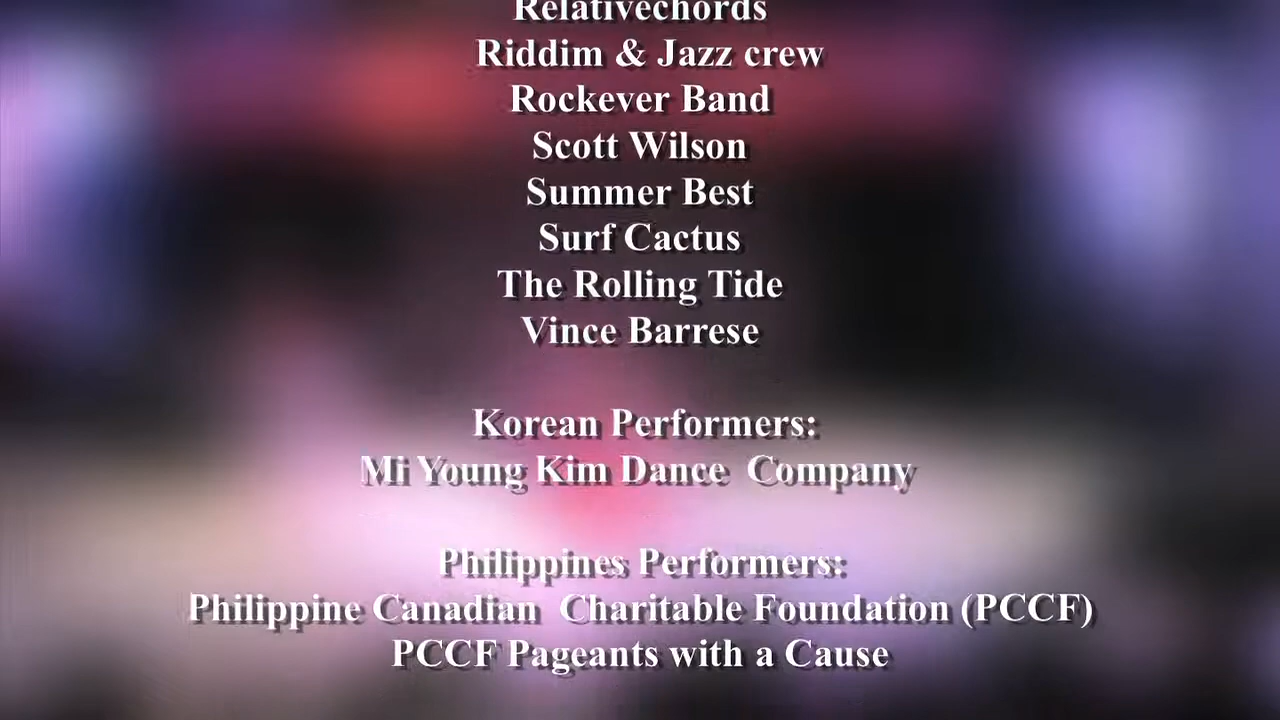 Relativechords
Riddim & Jazz crew
Rockever Band
Scott Wilson
Summer Best
Surf Cactus
The Rolling Tide
Vince Barrese
Korean Performers:
Mi Young Kim Dance Company
Philippines Performers:
Philippine Canadian Charitable Foundation (PCCF)
PCCF Pageants with a Cause